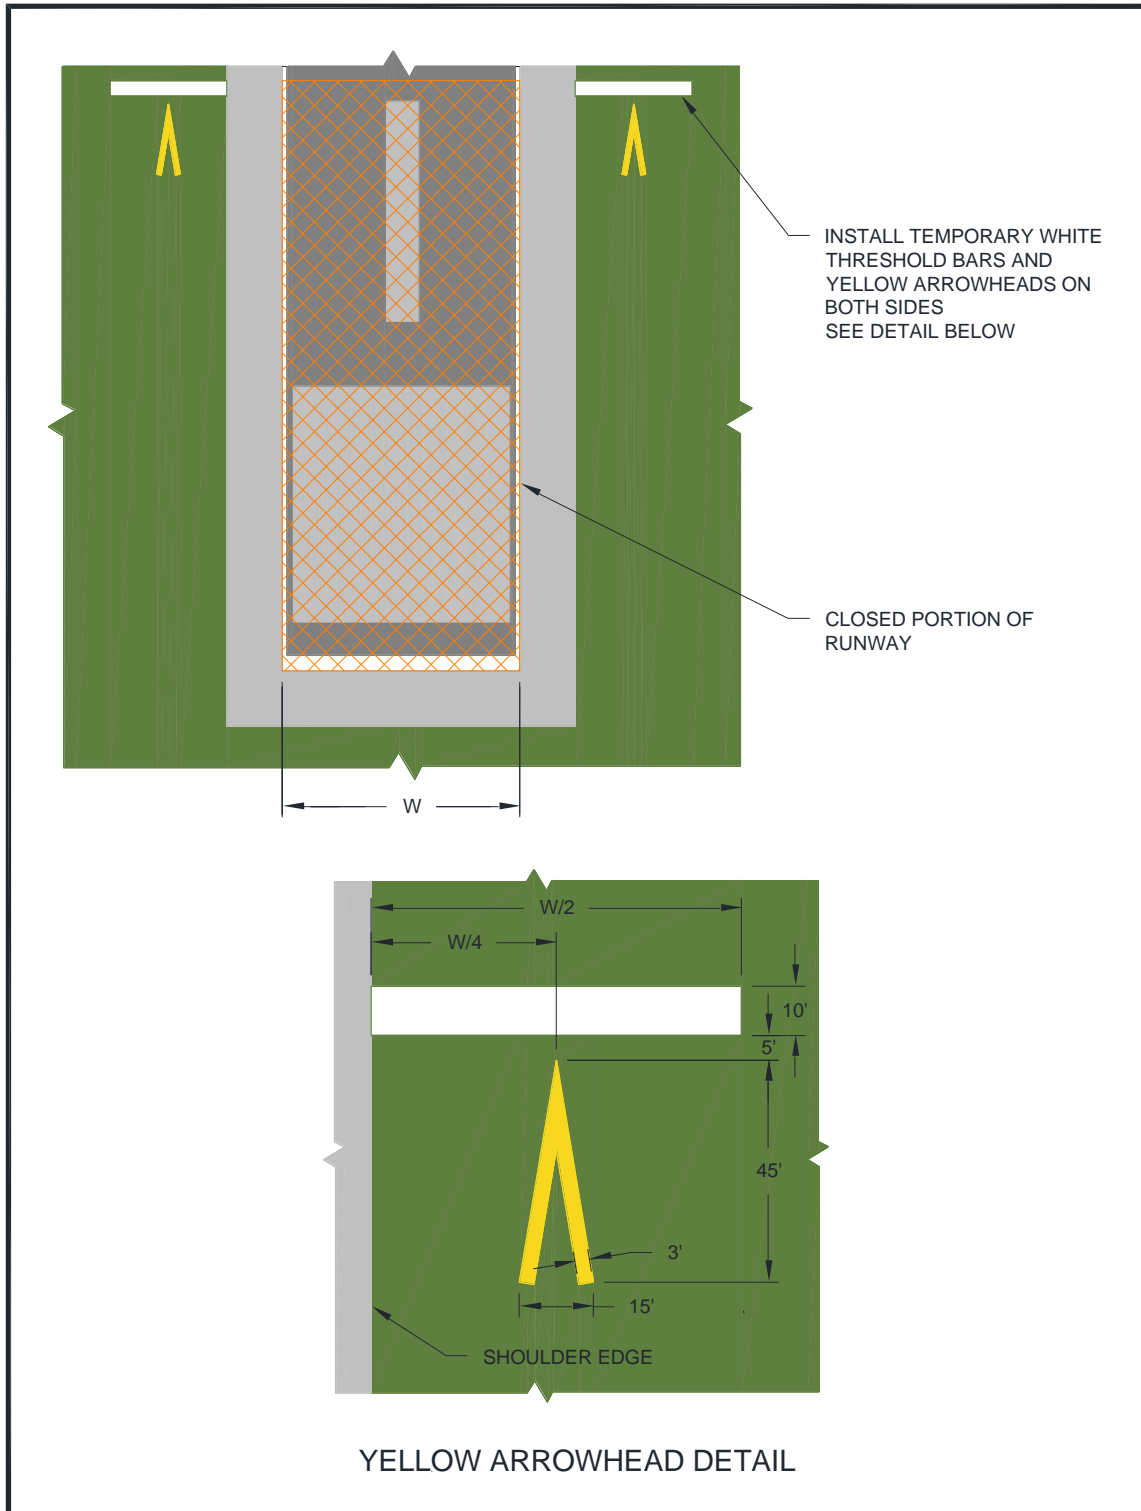 INSTALL TEMPORARY WHITE
THRESHOLD BARS AND
YELLOW ARROWHEADS ON
BOTH SIDES
SEE DETAIL BELOW
CLOSED PORTION OF
RUNWAY
W
W/2
W/4
10'
5'
45'
3'
15'
SHOULDER EDGE
YELLOW ARROWHEAD DETAIL